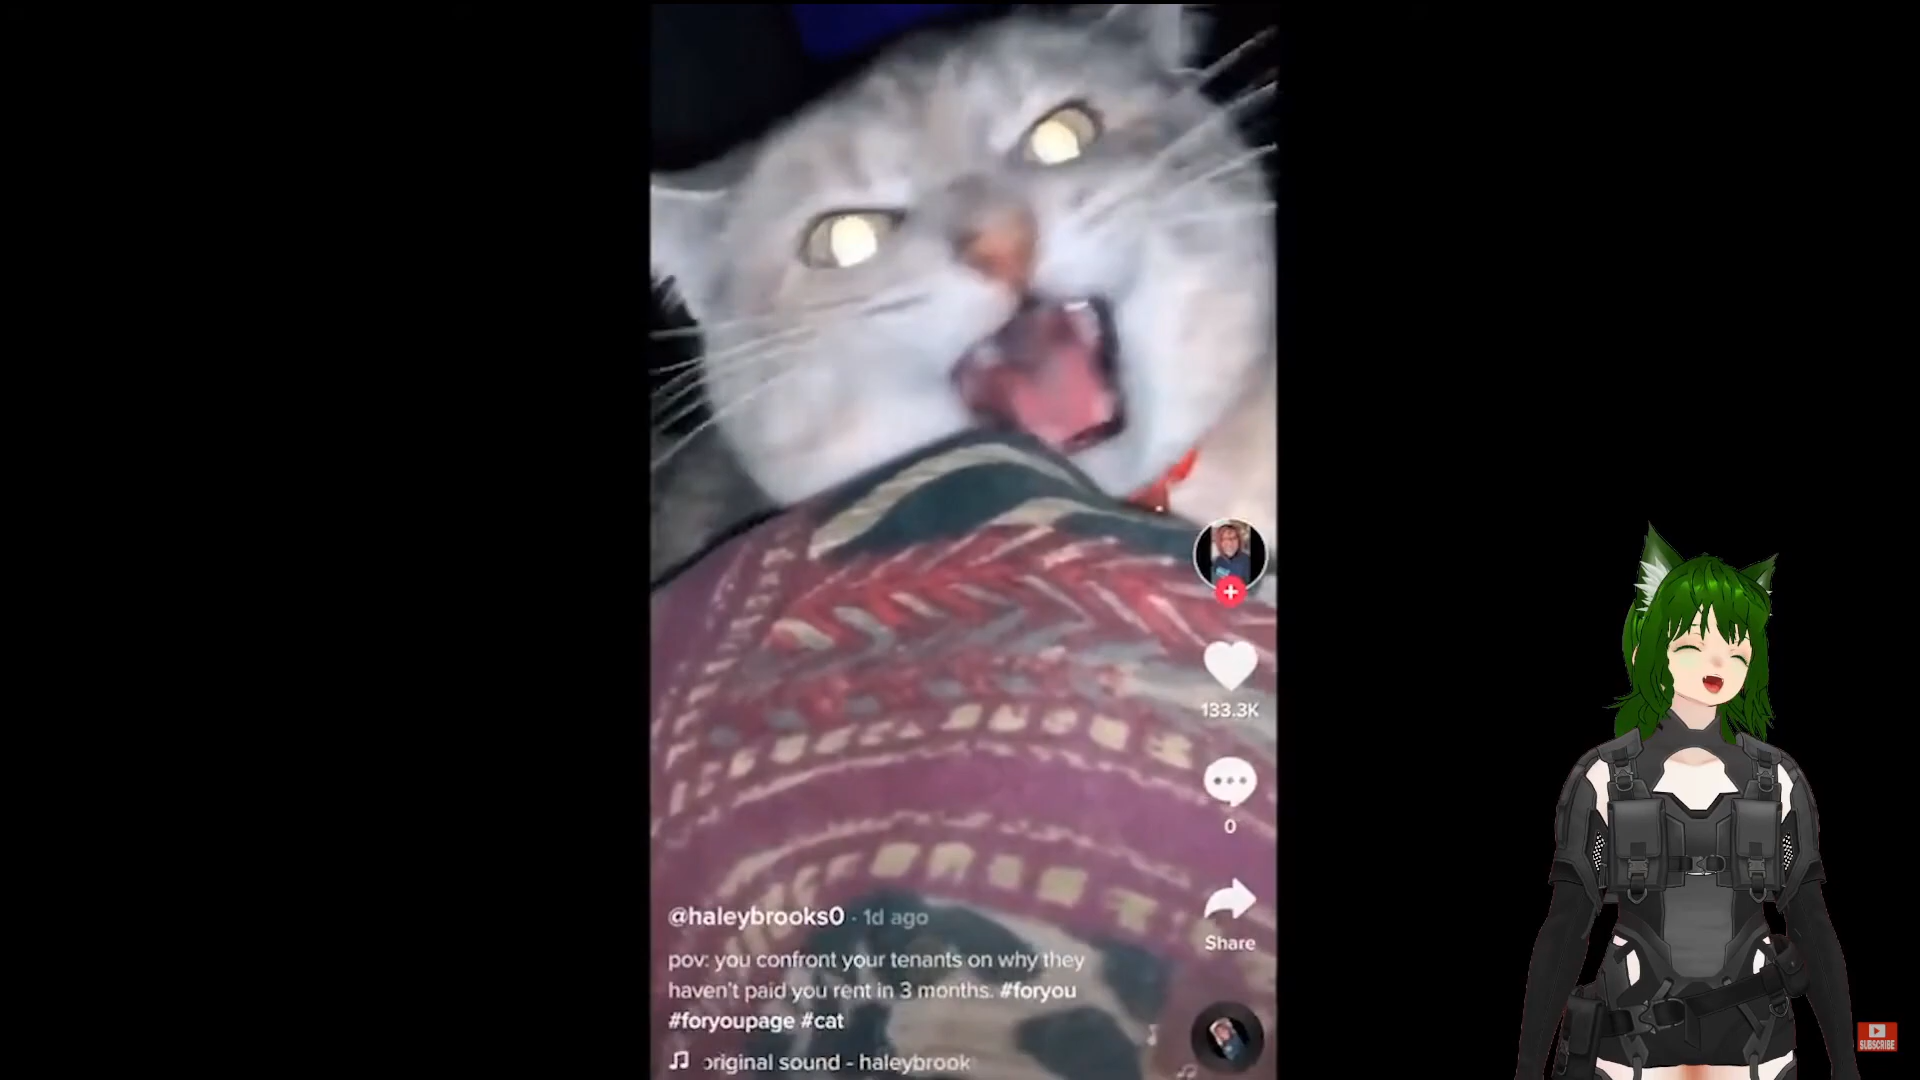 133.3K
0
Share
@haleybrooks0 · 1d ago
pov: you confront your tenants on why they
haven't paid you rent in 3 months. #foryou
#foryoupage #cat
original sound - haleybrook
SUBSCRIBE